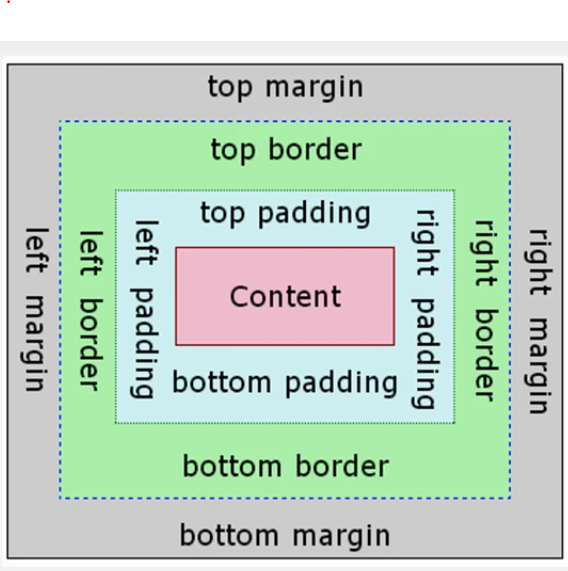 top margin
top border
top padding
left margin
left border
left padding
Content
right padding
right border
right margin
bottom padding
bottom border
bottom margin